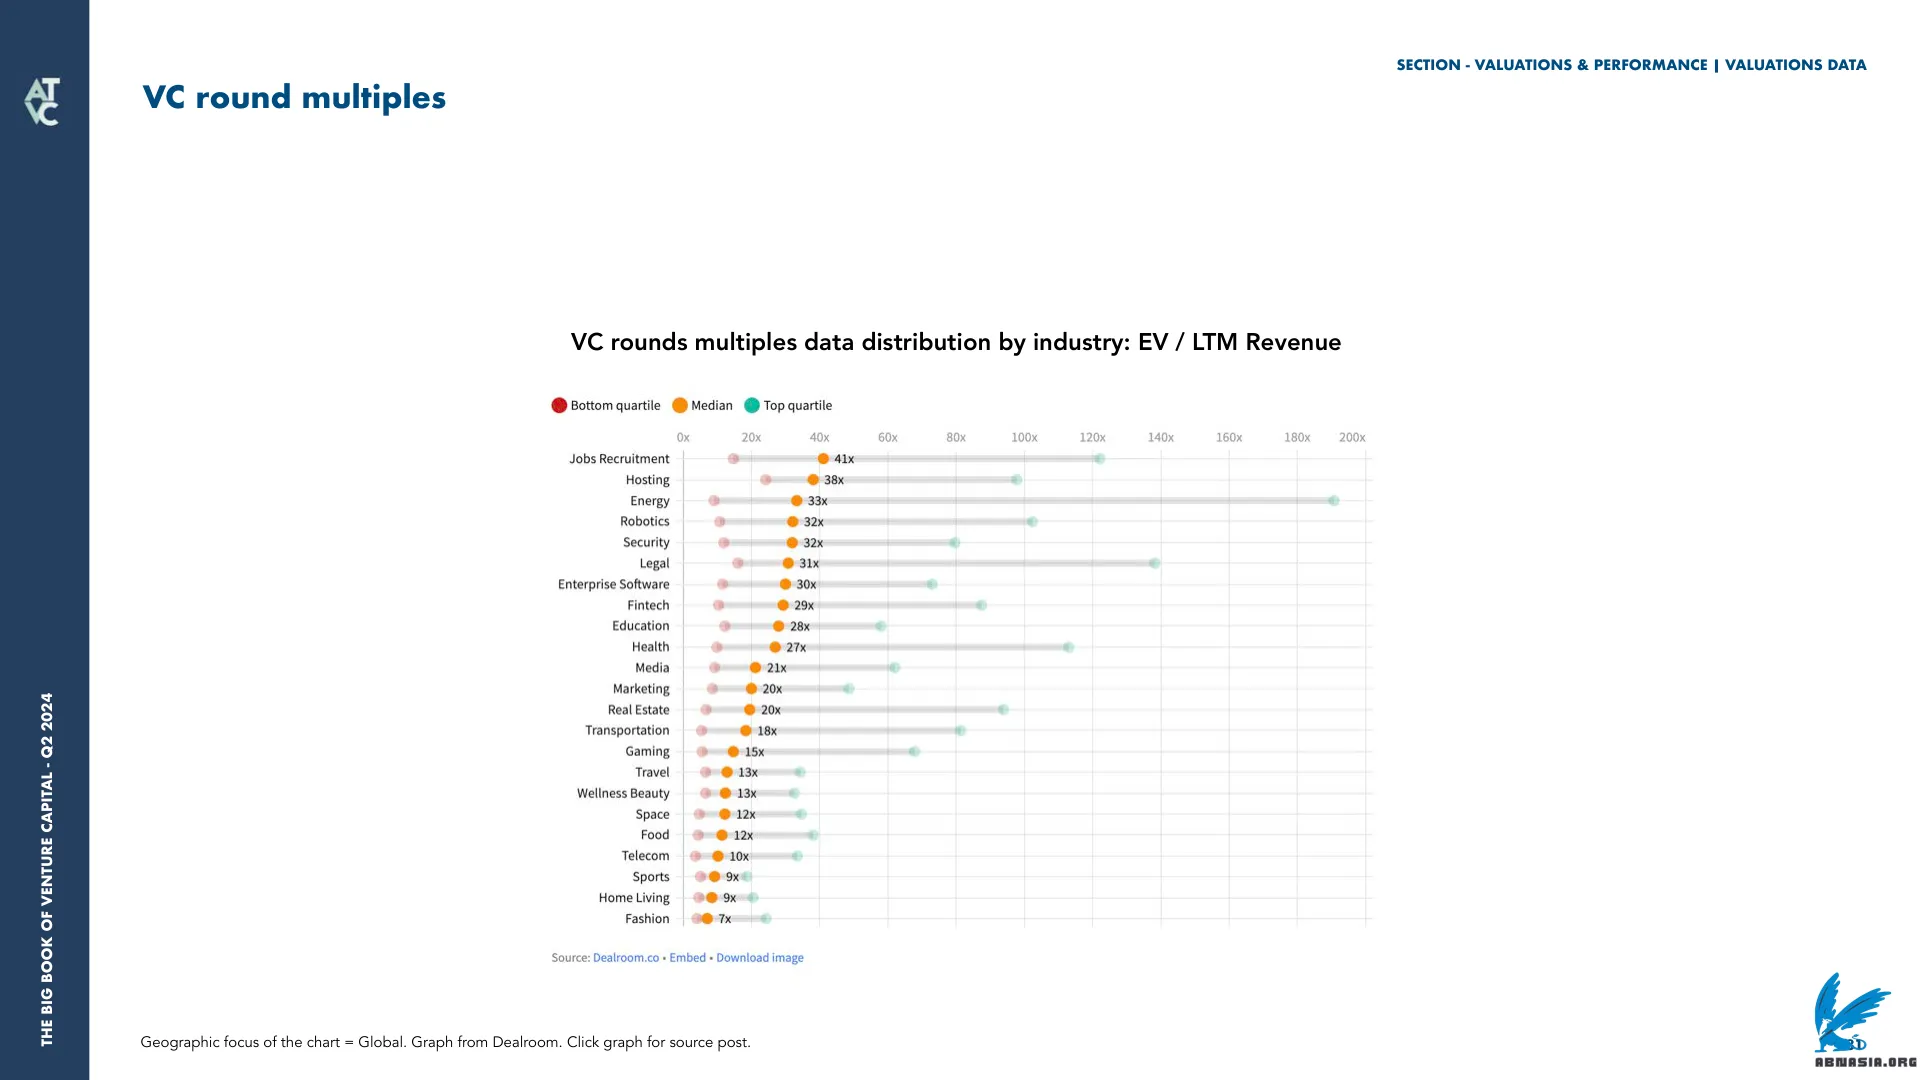 SECTION - VALUATIONS & PERFORMANCE | VALUATIONS DATA
AT
VC
VC round multiples
THE BIG BOOK OF VENTURE CAPITAL - Q2 2024
VC rounds multiples data distribution by industry: EV / LTM Revenue
Bottom quartile Median Top quartile
0x 20x 40x 60x 80x 100x 120x 140x 160x 180x 200x
Jobs Recruitment 41x
Hosting 38x
Energy 33x
Robotics 32x
Security 32x
Legal 31x
Enterprise Software 30x
Fintech 29x
Education 28x
Health 27x
Media 21x
Marketing 20x
Real Estate 20x
Transportation 18x
Gaming 15x
Travel 13x
Wellness Beauty 13x
Space 12x
Food 12x
Telecom 10x
Sports 9x
Home Living 9x
Fashion 7x
Source: Dealroom.co • Embed • Download image
Geographic focus of the chart = Global. Graph from Dealroom. Click graph for source post.
ABNASIA.ORG